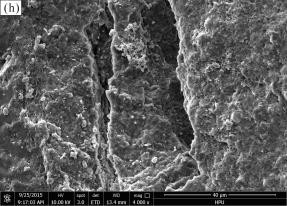 (h)
9/25/2015 HV spot det WD mag 40 µm
9:17:03 AM 10.00 kV 3.0 ETD 13.4 mm 4 000 x HPU